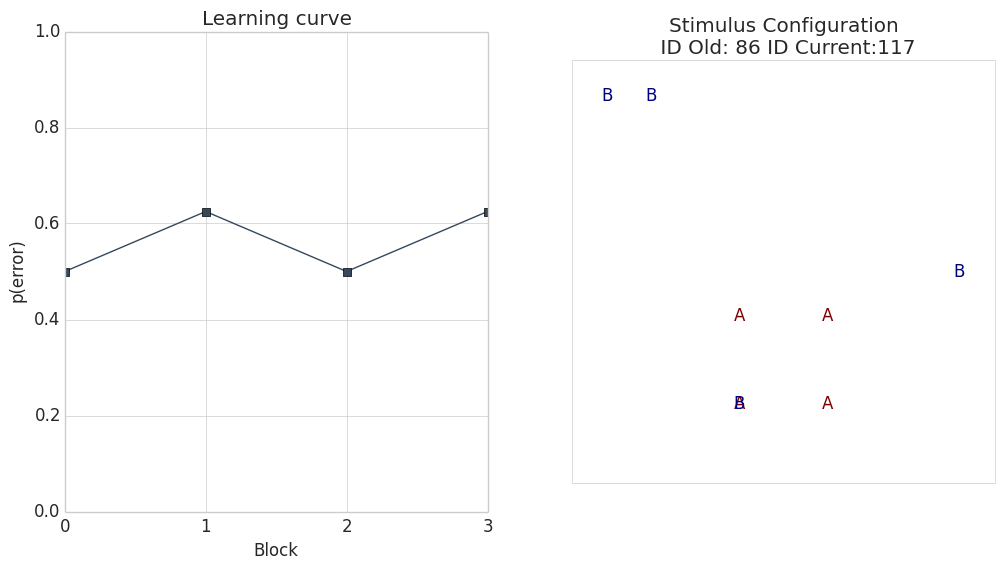 Learning curve
1.0
0.8
0.6
0.4
0.2
0.0
p(error)
0 1 2 3
Block
Stimulus Configuration
ID Old: 86 ID Current:117
B B
B
A A
A B A